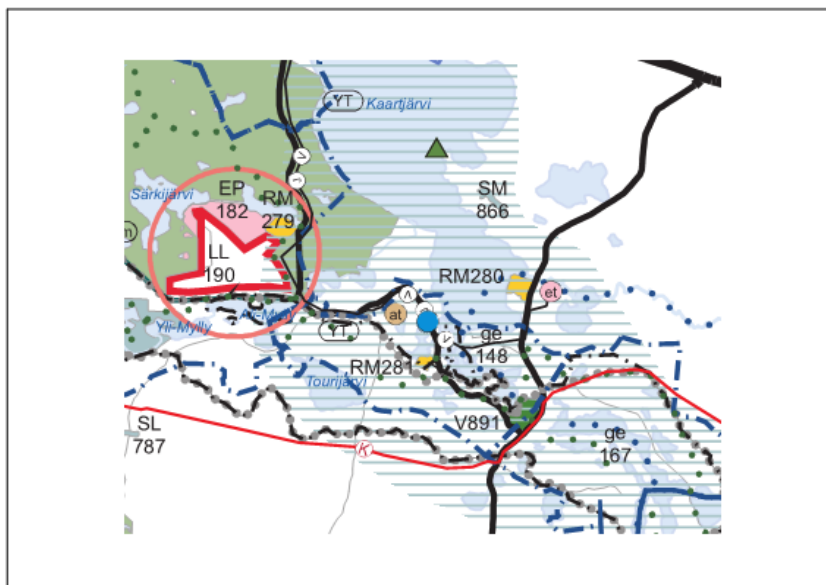 YT
Kaartjärvi
v
t
Särkijärvi
EP
182
RM
279
SM
866
m
LL
190
RM280
et
at
Yli-Mylly
YT
ge
148
v
RM281
Tourijärvi
V891
SL
787
K
ge
167